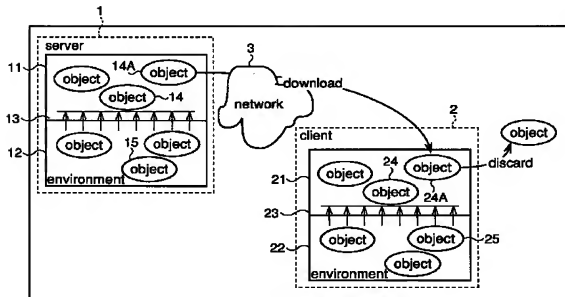 1
server
11
object
14A
object
object
14
13
15
object
object
12
object
environment
3
network
download
2
client
24
21
object
object
object
24A
discard
object
23
object
object
25
22
object
environment